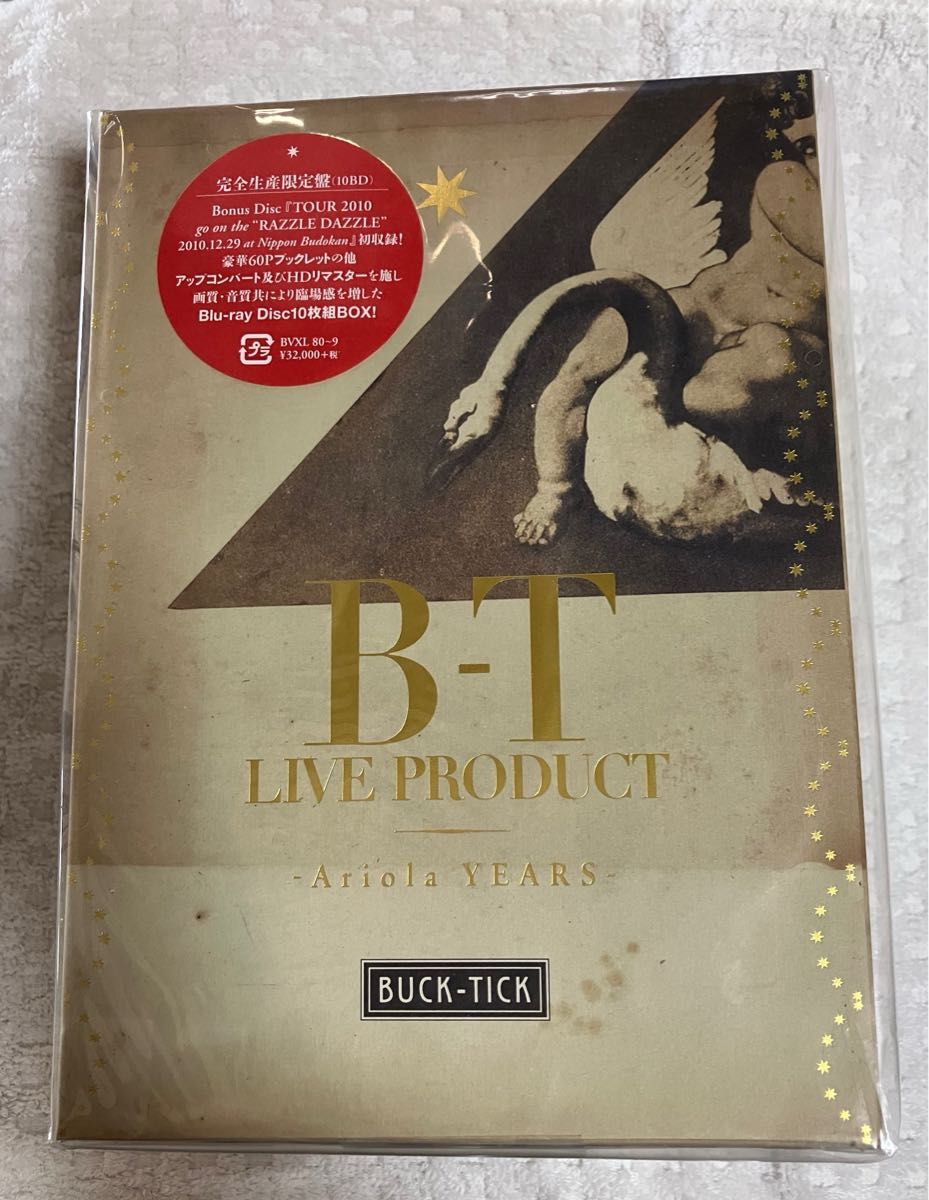 完全生産限定盤(10BD)
Bonus Disc『TOUR 2010
go on the "RAZZLE DAZZLE"
2010.12.29 at Nippon Budokan』初収録!
豪華60Pブックレットの他
アップコンバート及びHDリマスターを施し
画質・音質共により臨場感を増した
Blu-ray Disc10枚組BOX!
プラ
BVXL 80~9
¥32,000+税
B-T
LIVE PRODUCT
-Ariola YEARS-
BUCK-TICK